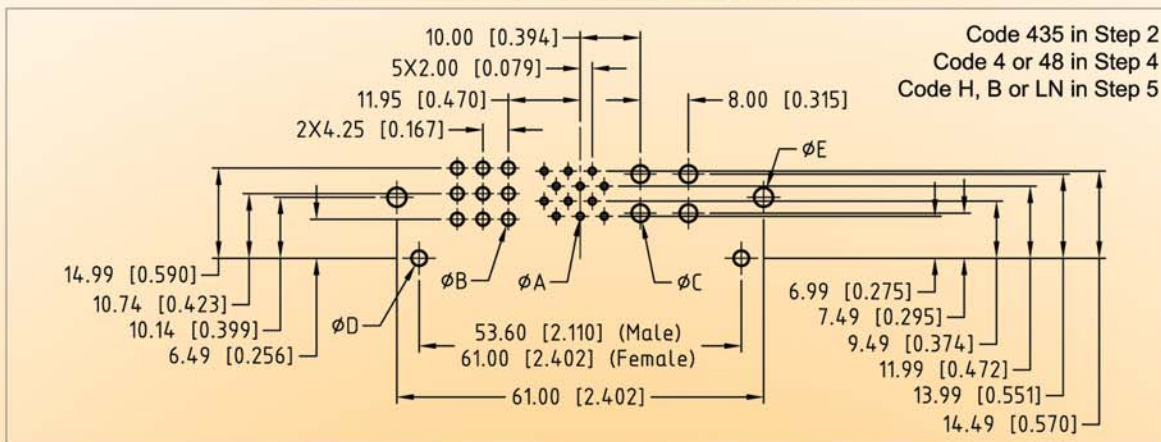 Code 435 in Step 2
Code 4 or 48 in Step 4
Code H, B or LN in Step 5
10.00 [0.394]
5X2.00 [0.079]
11.95 [0.470]
8.00 [0.315]
2X4.25 [0.167]
øE
14.99 [0.590]
10.74 [0.423]
10.14 [0.399]
6.49 [0.256]
øB
øA
øC
øD
53.60 [2.110] (Male)
61.00 [2.402] (Female)
61.00 [2.402]
6.99 [0.275]
7.49 [0.295]
9.49 [0.374]
11.99 [0.472]
13.99 [0.551]
14.49 [0.570]